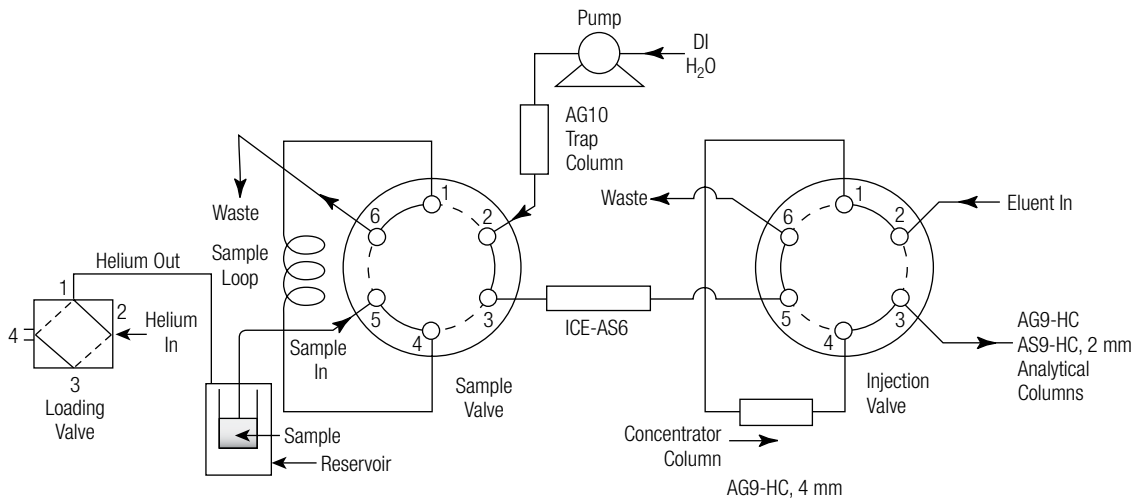 Pump
DI
H₂O
AG10
Trap
Column
Waste
Sample
Loop
1
2
3
4
5
6
Sample
Valve
Helium Out
1
2
3
4
Helium
In
Loading
Valve
Sample
In
Sample
Reservoir
ICE-AS6
Waste
1
2
3
4
5
6
Eluent In
Injection
Valve
AG9-HC
AS9-HC, 2 mm
Analytical
Columns
Concentrator
Column
AG9-HC, 4 mm